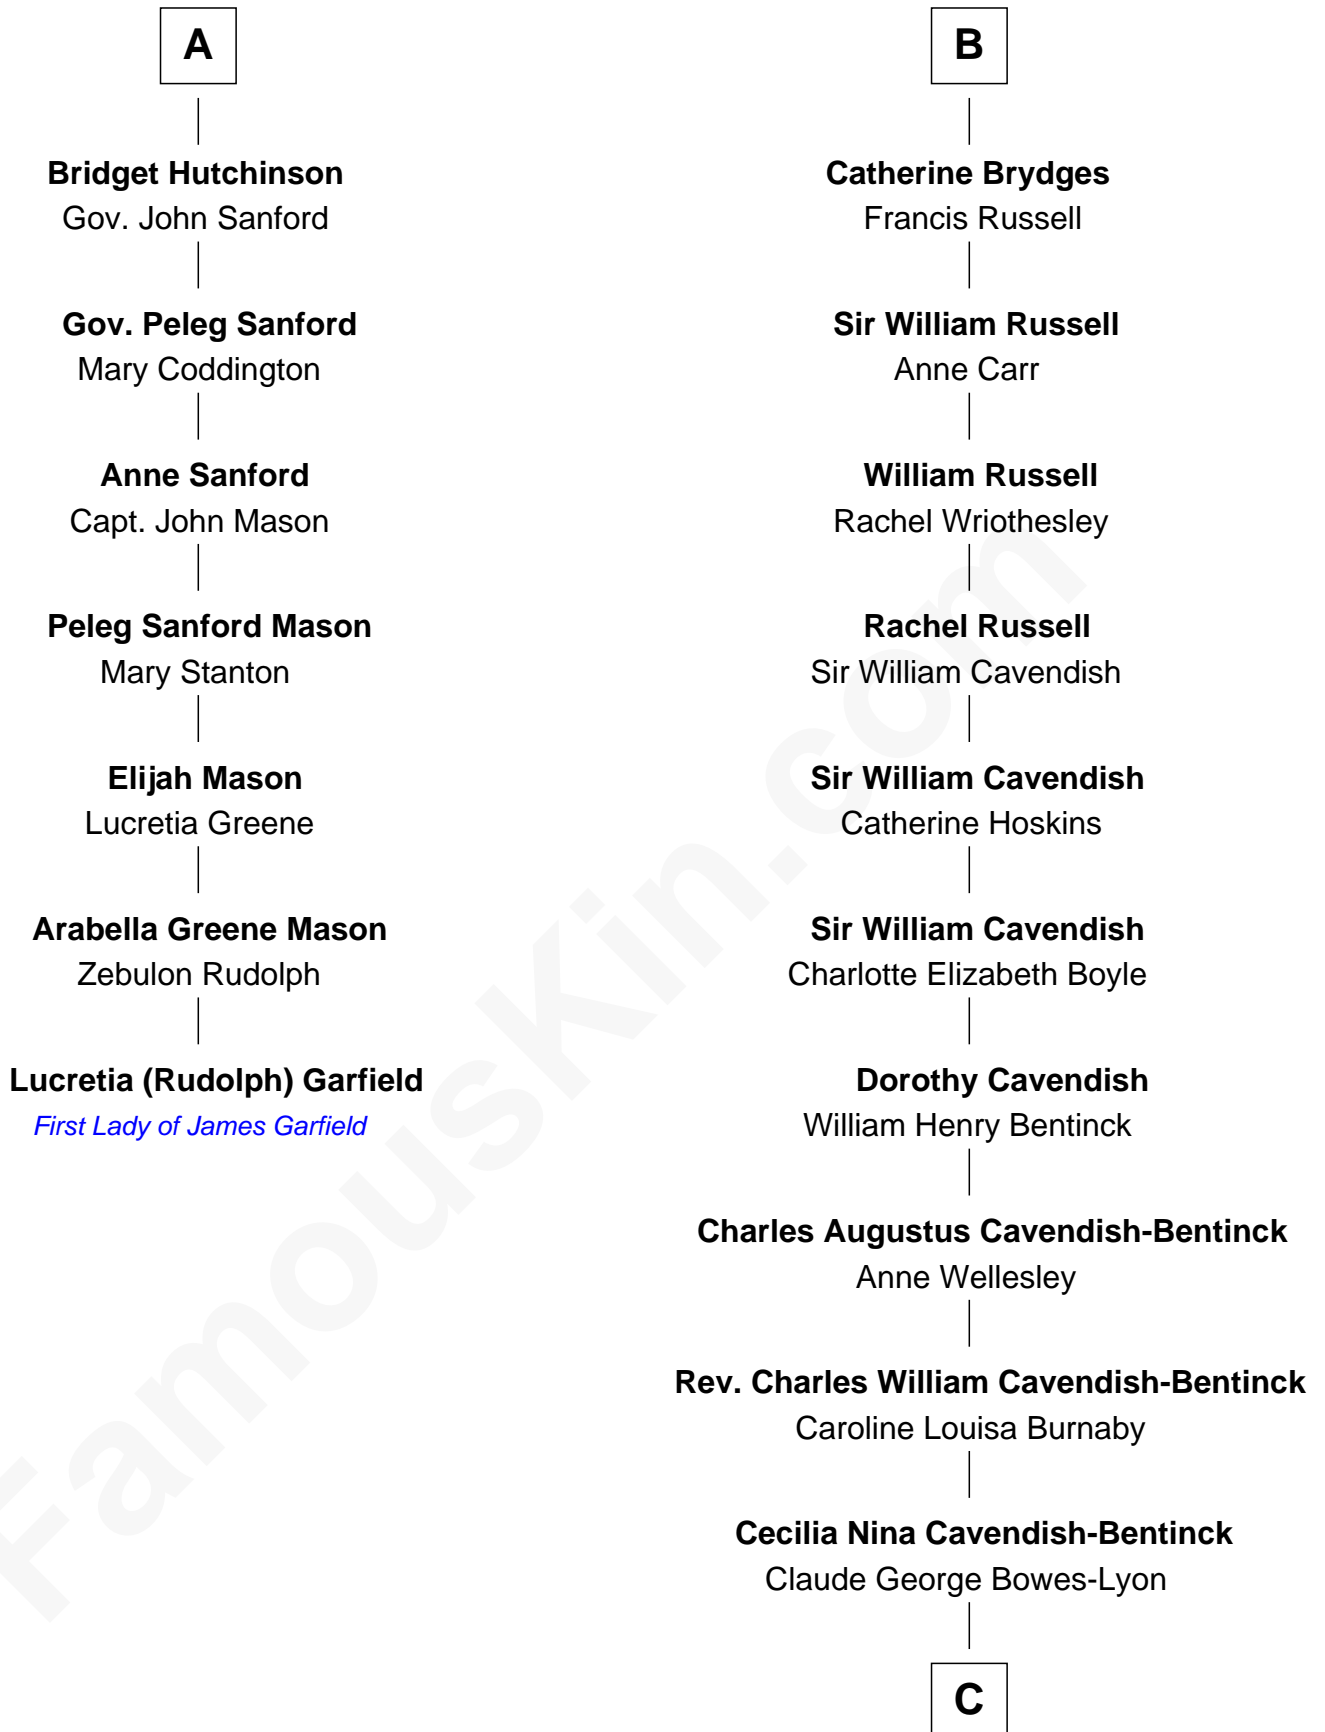 A
Bridget Hutchinson
Gov. John Sanford
Gov. Peleg Sanford
Mary Coddington
Anne Sanford
Capt. John Mason
Peleg Sanford Mason
Mary Stanton
Elijah Mason
Lucretia Greene
Arabella Greene Mason
Zebulon Rudolph
Lucretia (Rudolph) Garfield
First Lady of James Garfield
B
Catherine Brydges
Francis Russell
Sir William Russell
Anne Carr
William Russell
Rachel Wriothesley
Rachel Russell
Sir William Cavendish
Sir William Cavendish
Catherine Hoskins
Sir William Cavendish
Charlotte Elizabeth Boyle
Dorothy Cavendish
William Henry Bentinck
Charles Augustus Cavendish-Bentinck
Anne Wellesley
Rev. Charles William Cavendish-Bentinck
Caroline Louisa Burnaby
Cecilia Nina Cavendish-Bentinck
Claude George Bowes-Lyon
C
FamousKin.com